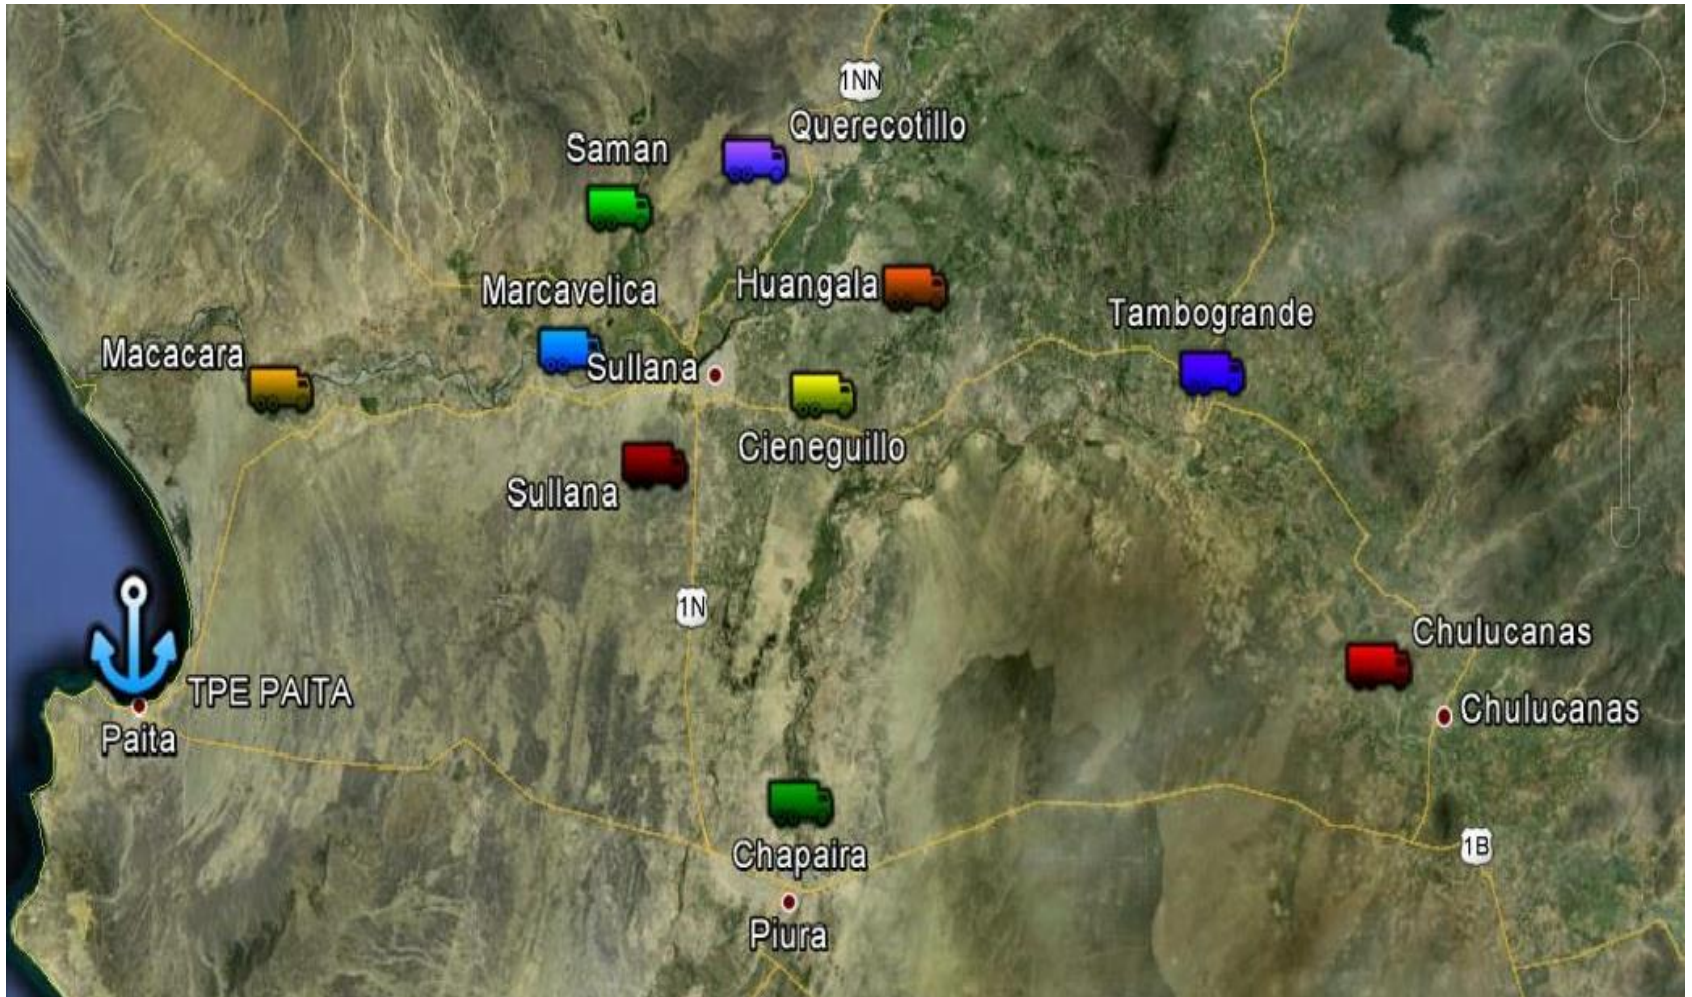 1NN
Querecotillo
Saman
Huangala
Marcavelica
Tambogrande
Macacara
Sullana
Cieneguillo
Sullana
1N
Chulucanas
TPE PAITA
Chulucanas
Paita
1B
Chapaira
Piura